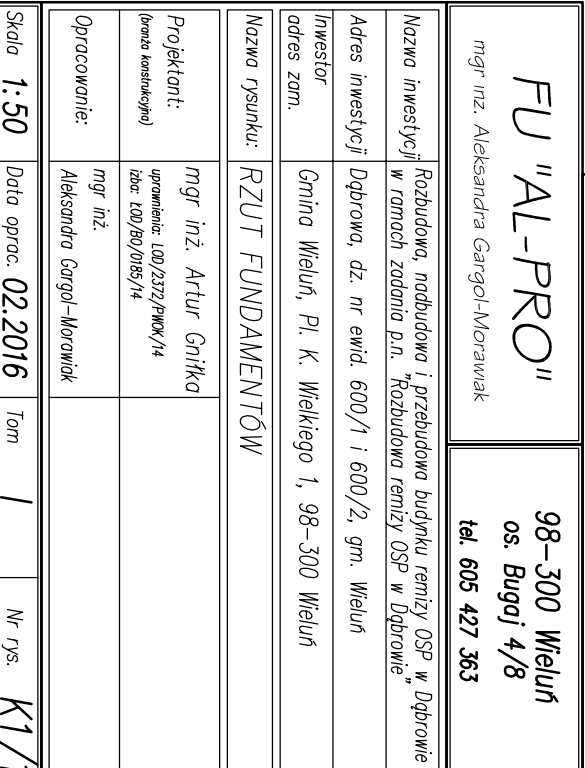 FU "AL-PRO"
mgr inż. Aleksandra Gargol-Morawiak
98-300 Wieluń
os. Bugaj 4/8
tel. 605 427 363
Nazwa inwestycji
Rozbudowa, nadbudowa i przebudowa budynku remizy OSP w Dąbrowie
w ramach zadania p.n. "Rozbudowa remizy OSP w Dąbrowie"
Adres inwestycji
Dąbrowa, dz. nr ewid. 600/1 i 600/2, gm. Wieluń
Inwestor
adres zam.
Gmina Wieluń, Pl. K. Wielkiego 1, 98-300 Wieluń
Nazwa rysunku:
RZUT FUNDAMENTÓW
Projektant:
(branża konstrukcyjna)
mgr inż. Artur Gniłka
uprawnienia: LOD/2372/PWOK/14
izba: ŁOD/BO/0185/14
Opracowanie:
mgr inż.
Aleksandra Gargol-Morawiak
Skala 1:50
Data oprac. 02.2016
Tom I
Nr rys. K1/